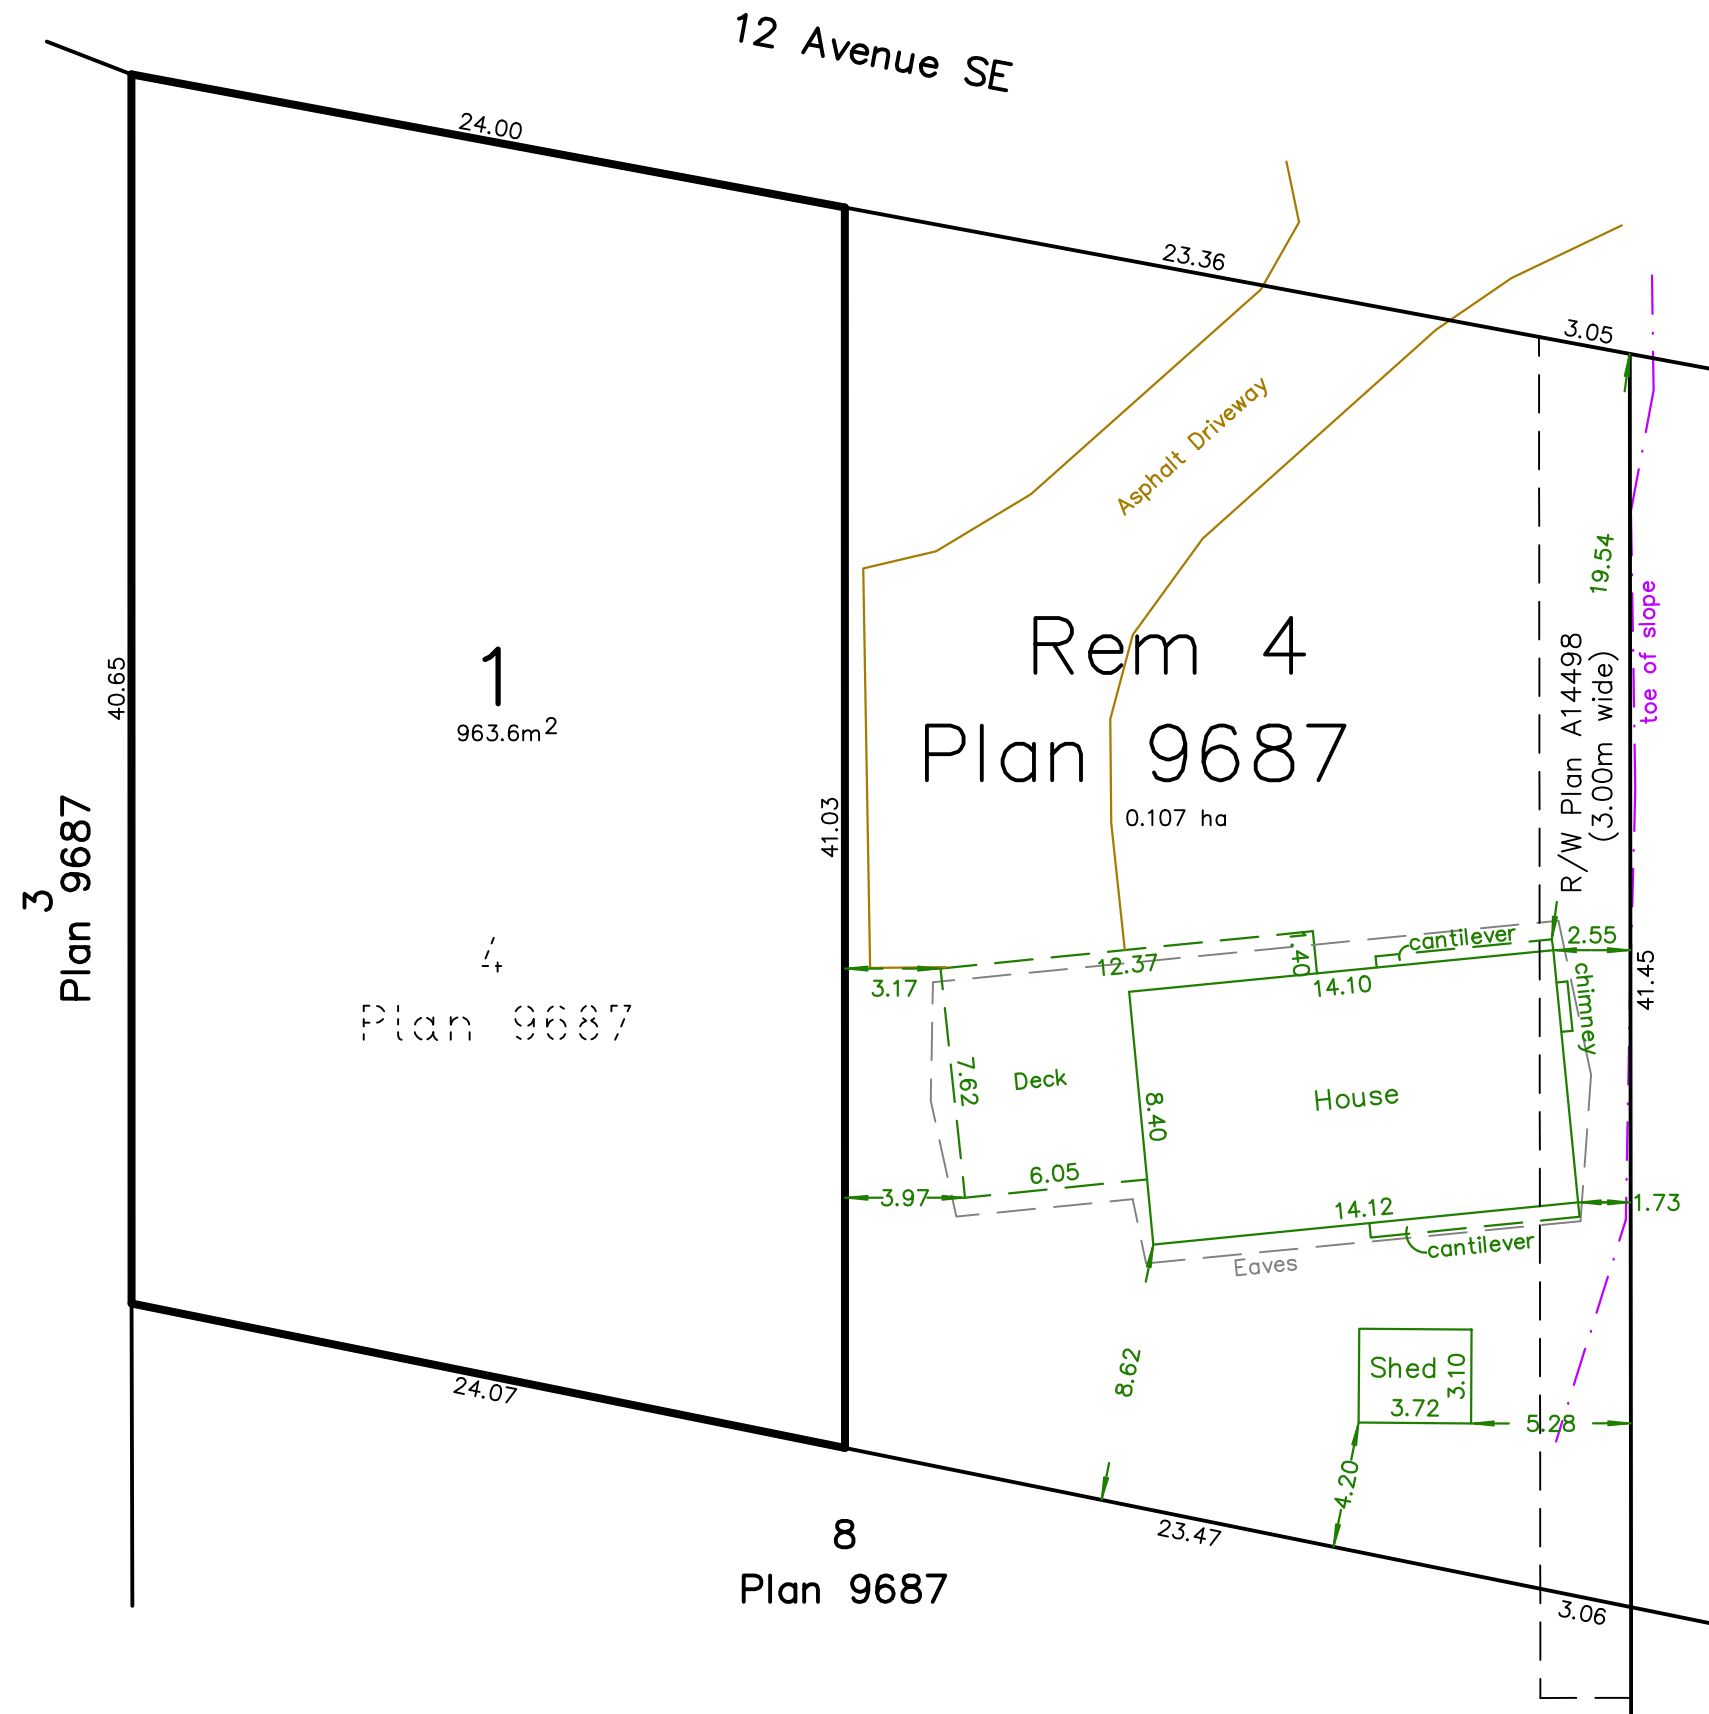 12 Avenue SE
24.00
23.36
3.05
Asphalt Driveway
19.54
toe of slope
Rem 4
Plan 9687
0.107 ha
R/W Plan A14498
(3.00m wide)
1
963.6m²
40.65
41.03
3
Plan 9687
4
Plan 9687
cantilever
2.55
1.40
12.37
3.17
14.10
chimney
41.45
7.62
Deck
8.40
House
6.05
3.97
14.12
1.73
cantilever
Eaves
8.62
Shed
3.10
3.72
5.28
4.20
24.07
23.47
3.06
8
Plan 9687